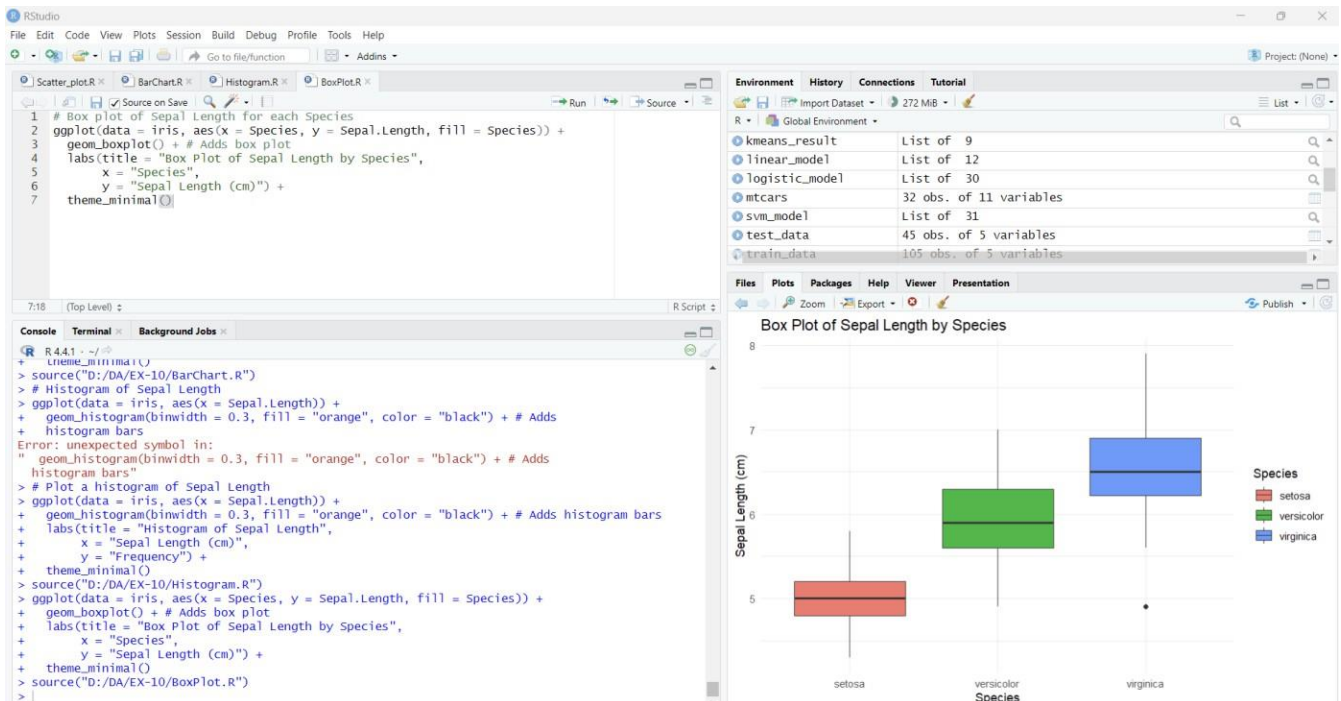 RStudio
File Edit Code View Plots Session Build Debug Profile Tools Help
Go to file/function
Addins
Project: (None)
Scatter_plot.R
BarChart.R
Histogram.R
BoxPlot.R
Source on Save
Run
Source
1 # Box plot of Sepal Length for each Species
2 ggplot(data = iris, aes(x = Species, y = Sepal.Length, fill = Species)) +
3   geom_boxplot() + # Adds box plot
4   labs(title = "Box Plot of Sepal Length by Species",
5        x = "Species",
6        y = "Sepal Length (cm)") +
7   theme_minimal()
7:18 (Top Level) R Script
Console Terminal Background Jobs
R 4.4.1 · ~/
+   theme_minimal()
> source("D:/DA/EX-10/BarChart.R")
> # Histogram of Sepal Length
> ggplot(data = iris, aes(x = Sepal.Length)) +
+   geom_histogram(binwidth = 0.3, fill = "orange", color = "black") + # Adds
+   histogram bars
Error: unexpected symbol in:
"  geom_histogram(binwidth = 0.3, fill = "orange", color = "black") + # Adds
  histogram bars"
> # Plot a histogram of Sepal Length
> ggplot(data = iris, aes(x = Sepal.Length)) +
+   geom_histogram(binwidth = 0.3, fill = "orange", color = "black") + # Adds histogram bars
+   labs(title = "Histogram of Sepal Length",
+        x = "Sepal Length (cm)",
+        y = "Frequency") +
+   theme_minimal()
> source("D:/DA/EX-10/Histogram.R")
> ggplot(data = iris, aes(x = Species, y = Sepal.Length, fill = Species)) +
+   geom_boxplot() + # Adds box plot
+   labs(title = "Box Plot of Sepal Length by Species",
+        x = "Species",
+        y = "Sepal Length (cm)") +
+   theme_minimal()
> source("D:/DA/EX-10/BoxPlot.R")
>
Environment History Connections Tutorial
Import Dataset 272 MiB List
R Global Environment
kmeans_result List of 9
linear_model List of 12
logistic_model List of 30
mtcars 32 obs. of 11 variables
svm_model List of 31
test_data 45 obs. of 5 variables
train_data 105 obs. of 5 variables
Files Plots Packages Help Viewer Presentation
Zoom Export Publish
Box Plot of Sepal Length by Species
8
7
6
5
Sepal Length (cm)
Species
setosa
versicolor
virginica
setosa versicolor virginica
Species